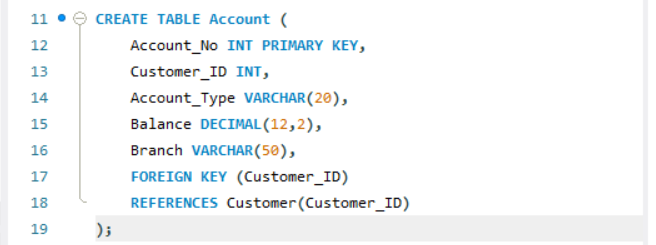 11 CREATE TABLE Account (
12 Account_No INT PRIMARY KEY,
13 Customer_ID INT,
14 Account_Type VARCHAR(20),
15 Balance DECIMAL(12,2),
16 Branch VARCHAR(50),
17 FOREIGN KEY (Customer_ID)
18 REFERENCES Customer(Customer_ID)
19 );